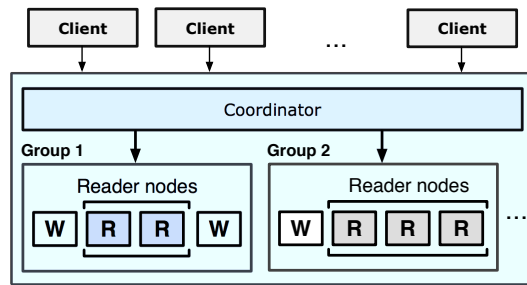 Client Client ... Client
Coordinator
Group 1 Group 2
Reader nodes Reader nodes
W R R W W R R R ...